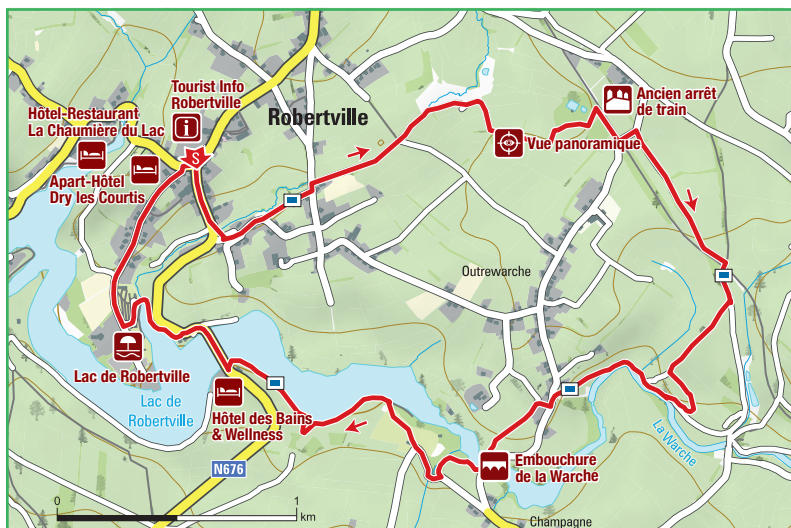 Tourist Info
Robertville
Hôtel-Restaurant
La Chaumière du Lac
Apart-Hôtel
Dry les Courtis
i
S
Robertville
Ancien arrêt
de train
Vue panoramique
Outrewarche
Lac de Robertville
Lac de
Robertville
Hôtel des Bains
& Wellness
La Warche
Embouchure
de la Warche
N676
Champagne
0
1
km